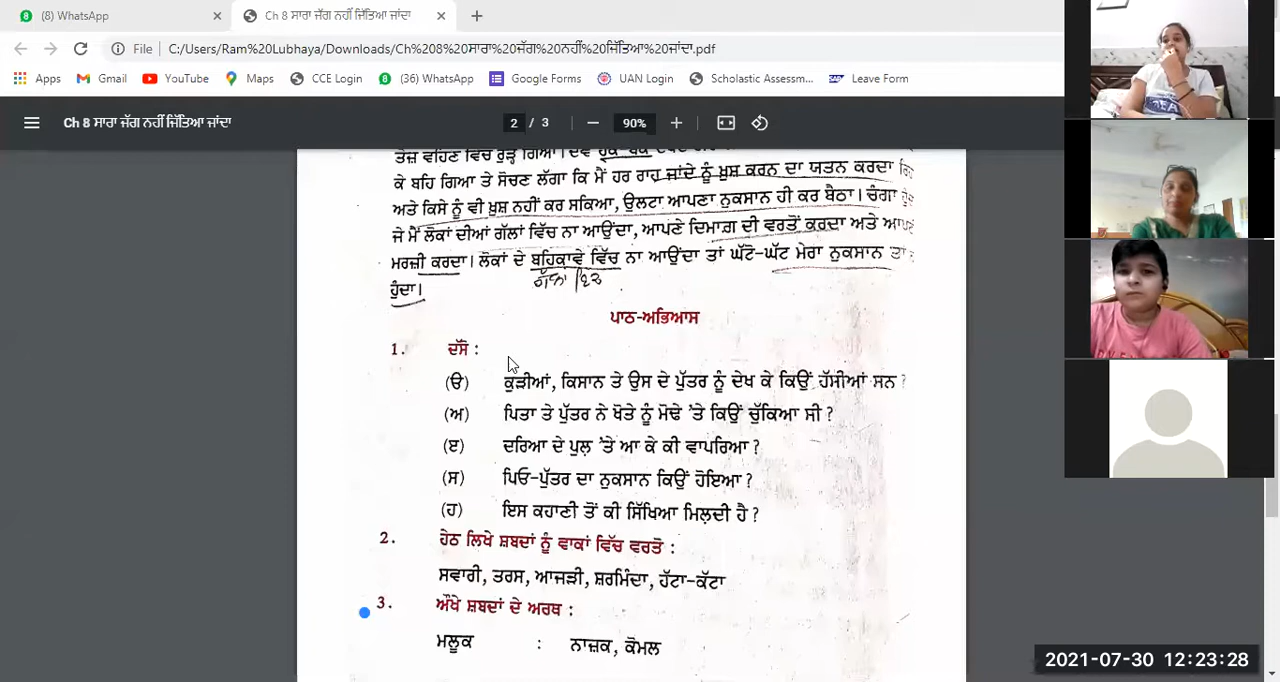 (8) WhatsApp
Ch 8 ਸਾਰਾ ਜੱਗ ਨਹੀਂ ਜਿੱਤਿਆ ਜਾਂਦਾ
File C:/Users/Ram%20Lubhaya/Downloads/Ch%208%20ਸਾਰਾ%20ਜੱਗ%20ਨਹੀਂ%20ਜਿੱਤਿਆ%20ਜਾਂਦਾ.pdf
Apps Gmail YouTube Maps CCE Login (36) WhatsApp Google Forms UAN Login Scholastic Assessm... Leave Form
Ch 8 ਸਾਰਾ ਜੱਗ ਨਹੀਂ ਜਿੱਤਿਆ ਜਾਂਦਾ 2 / 3 90%
ਤੇਜ਼ ਵਹਿਣ ਵਿੱਚ ਰੁੜ੍ਹ ਗਿਆ। ਹੱਕੇ-ਬੱਕੇ
ਕੇ ਬਹਿ ਗਿਆ ਤੇ ਸੋਚਣ ਲੱਗਾ ਕਿ ਮੈਂ ਹਰ ਰਾਹ ਜਾਂਦੇ ਨੂੰ ਖ਼ੁਸ਼ ਕਰਨ ਦਾ ਯਤਨ ਕਰਦਾ
ਅਤੇ ਕਿਸੇ ਨੂੰ ਵੀ ਖ਼ੁਸ਼ ਨਹੀਂ ਕਰ ਸਕਿਆ, ਉਲਟਾ ਆਪਣਾ ਨੁਕਸਾਨ ਹੀ ਕਰ ਬੈਠਾ। ਚੰਗਾ
ਜੇ ਮੈਂ ਲੋਕਾਂ ਦੀਆਂ ਗੱਲਾਂ ਵਿੱਚ ਨਾ ਆਉਂਦਾ, ਆਪਣੇ ਦਿਮਾਗ਼ ਦੀ ਵਰਤੋਂ ਕਰਦਾ ਅਤੇ
ਮਰਜ਼ੀ ਕਰਦਾ। ਲੋਕਾਂ ਦੇ ਬਹਿਕਾਵੇ ਵਿੱਚ ਨਾ ਆਉਂਦਾ ਤਾਂ ਘੱਟੋ-ਘੱਟ ਮੇਰਾ ਨੁਕਸਾਨ ਤਾਂ
ਹੁੰਦਾ।
ਪਾਠ-ਅਭਿਆਸ
1. ਦੱਸੋ :
(ੳ) ਕੁੜੀਆਂ, ਕਿਸਾਨ ਤੇ ਉਸ ਦੇ ਪੁੱਤਰ ਨੂੰ ਦੇਖ ਕੇ ਕਿਉਂ ਹੱਸੀਆਂ ਸਨ ?
(ਅ) ਪਿਤਾ ਤੇ ਪੁੱਤਰ ਨੇ ਖੋਤੇ ਨੂੰ ਮੋਢੇ 'ਤੇ ਕਿਉਂ ਚੁੱਕਿਆ ਸੀ ?
(ੲ) ਦਰਿਆ ਦੇ ਪੁਲ 'ਤੇ ਆ ਕੇ ਕੀ ਵਾਪਰਿਆ ?
(ਸ) ਪਿਓ-ਪੁੱਤਰ ਦਾ ਨੁਕਸਾਨ ਕਿਉਂ ਹੋਇਆ ?
(ਹ) ਇਸ ਕਹਾਣੀ ਤੋਂ ਕੀ ਸਿੱਖਿਆ ਮਿਲਦੀ ਹੈ ?
2. ਹੇਠ ਲਿਖੇ ਸ਼ਬਦਾਂ ਨੂੰ ਵਾਕਾਂ ਵਿੱਚ ਵਰਤੋ :
ਸਵਾਰੀ, ਤਰਸ, ਆਜੜੀ, ਸ਼ਰਮਿੰਦਾ, ਹੱਟਾ-ਕੱਟਾ
3. ਔਖੇ ਸ਼ਬਦਾਂ ਦੇ ਅਰਥ :
ਮਲੂਕ : ਨਾਜ਼ਕ, ਕੋਮਲ
2021-07-30 12:23:28